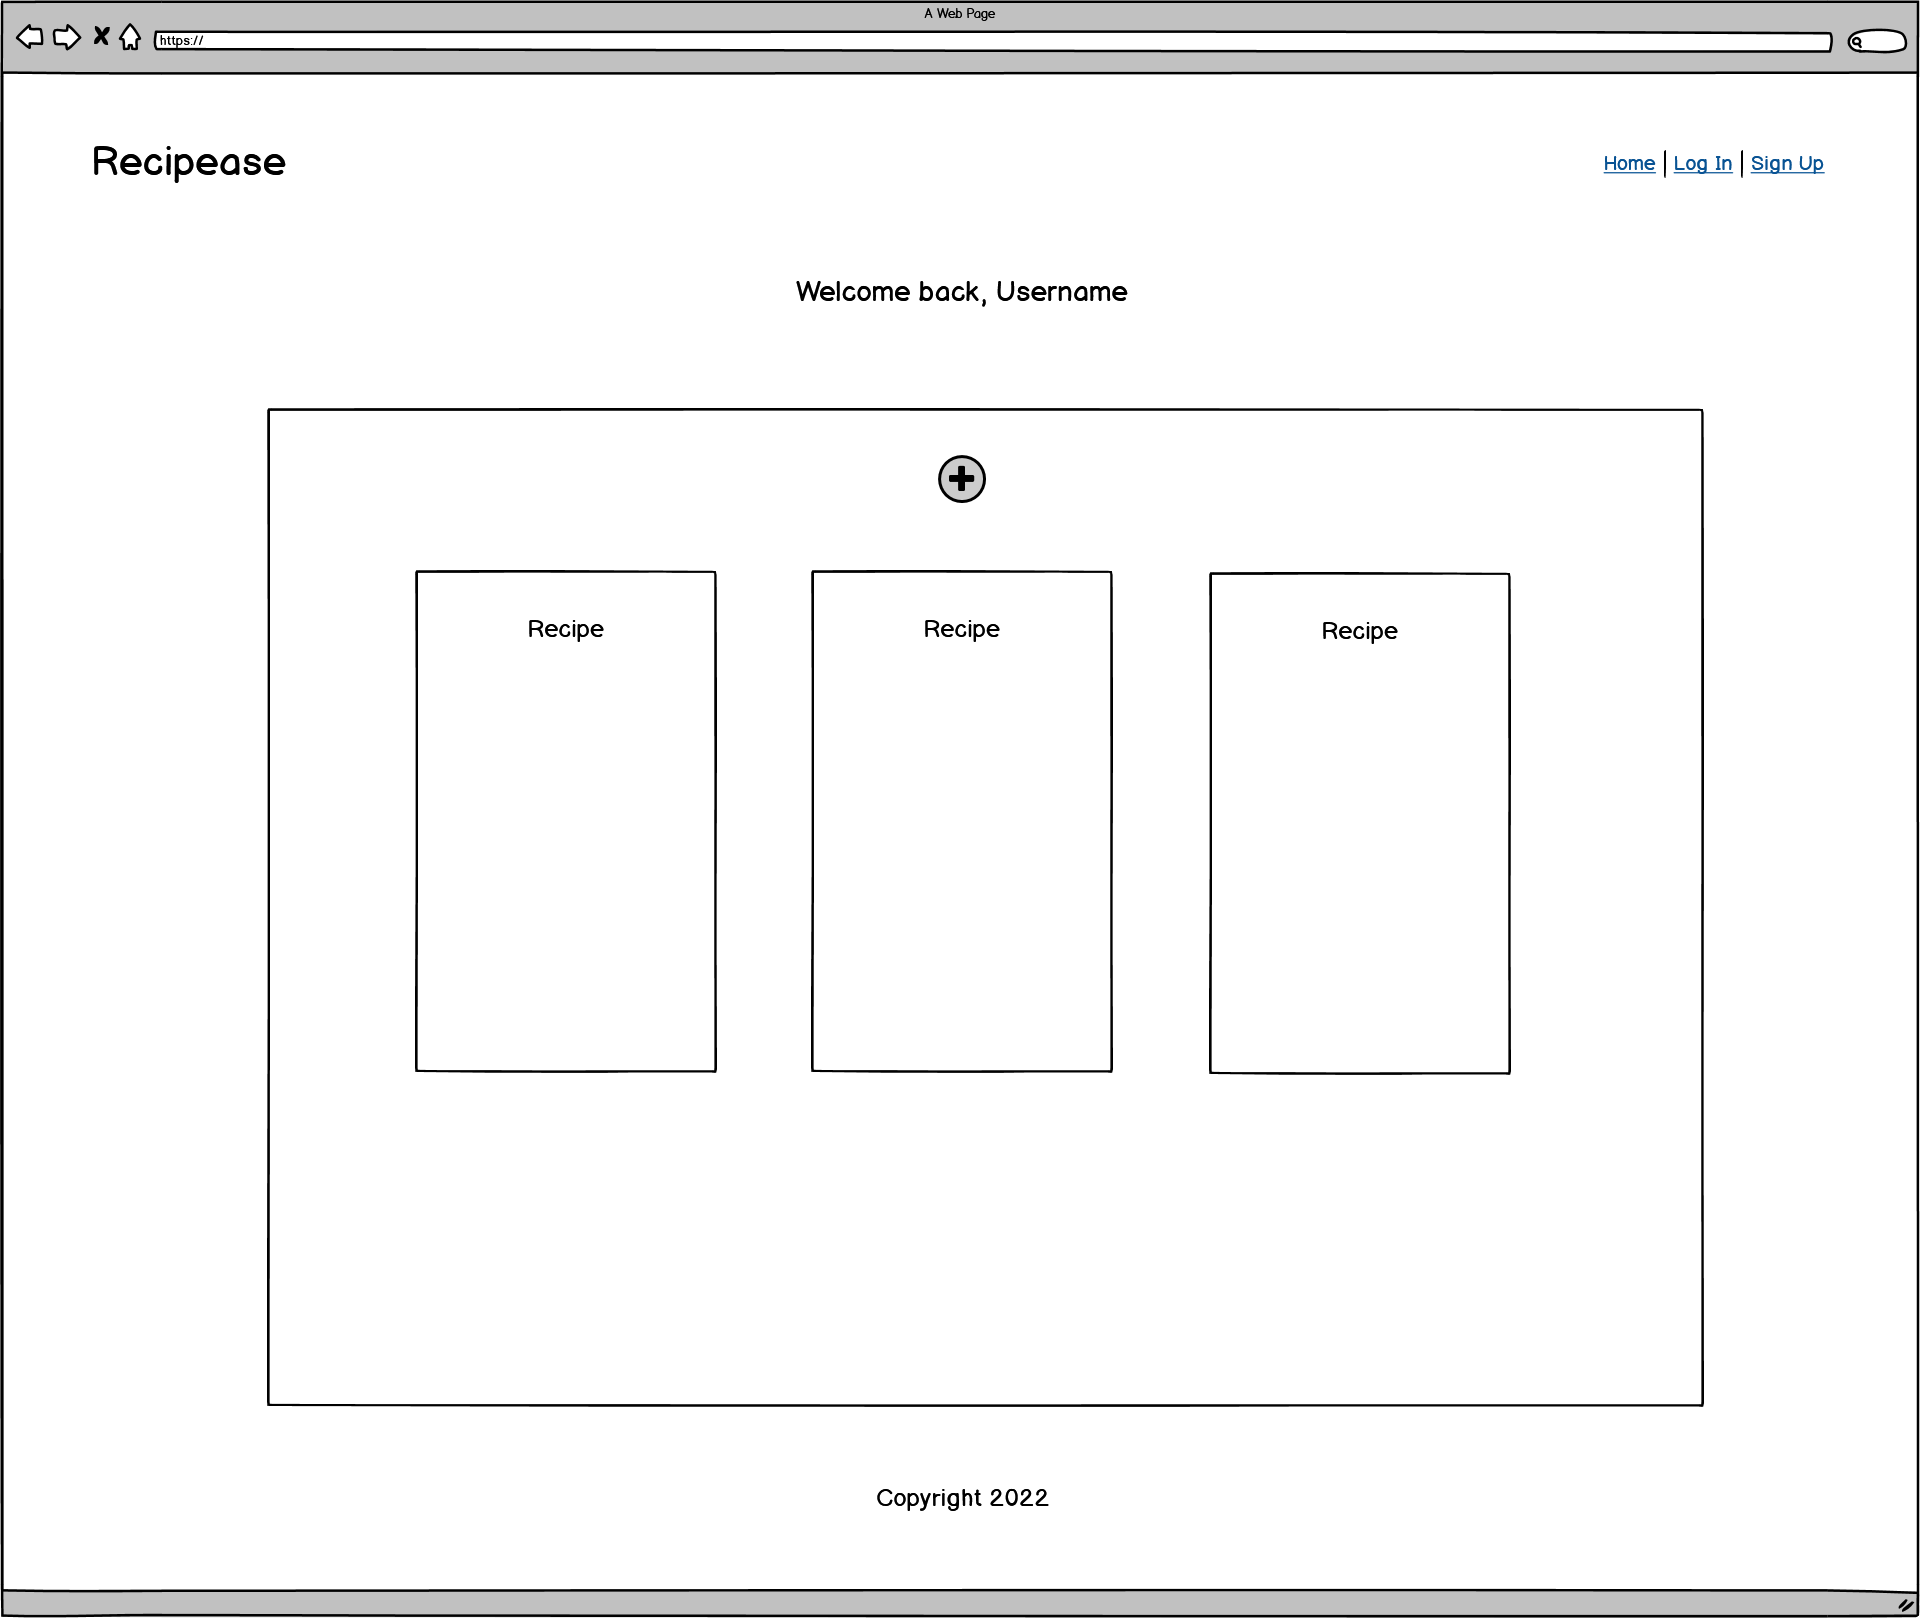 A Web Page
https://
Recipease
Home | Log In | Sign Up
Welcome back, Username
Recipe
Recipe
Recipe
Copyright 2022